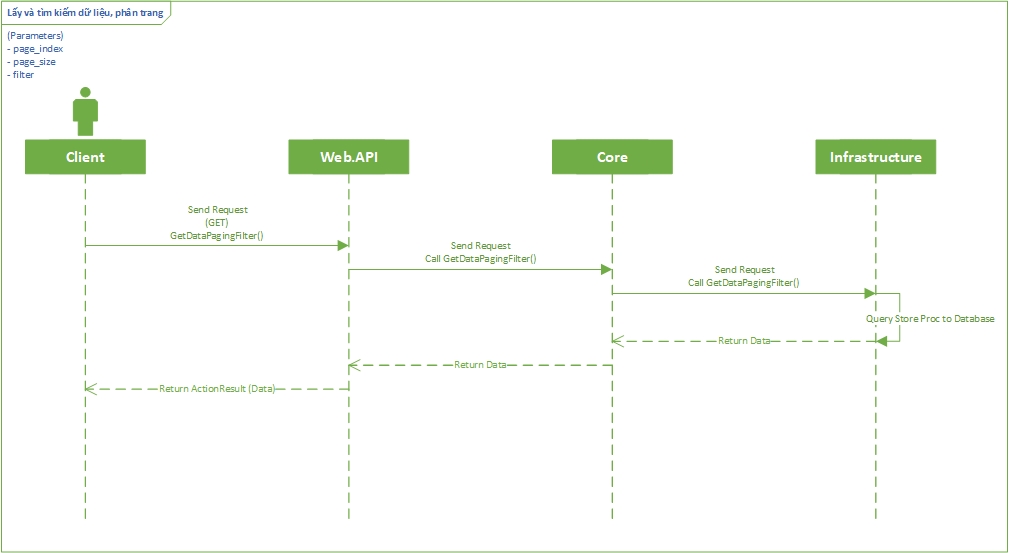 Lấy và tìm kiếm dữ liệu, phân trang
(Parameters)
- page_index
- page_size
- filter
Client
Web.API
Core
Infrastructure
Send Request
(GET)
GetDataPagingFilter()
Send Request
Call GetDataPagingFilter()
Send Request
Call GetDataPagingFilter()
Query Store Proc to Database
Return Data
Return Data
Return ActionResult (Data)